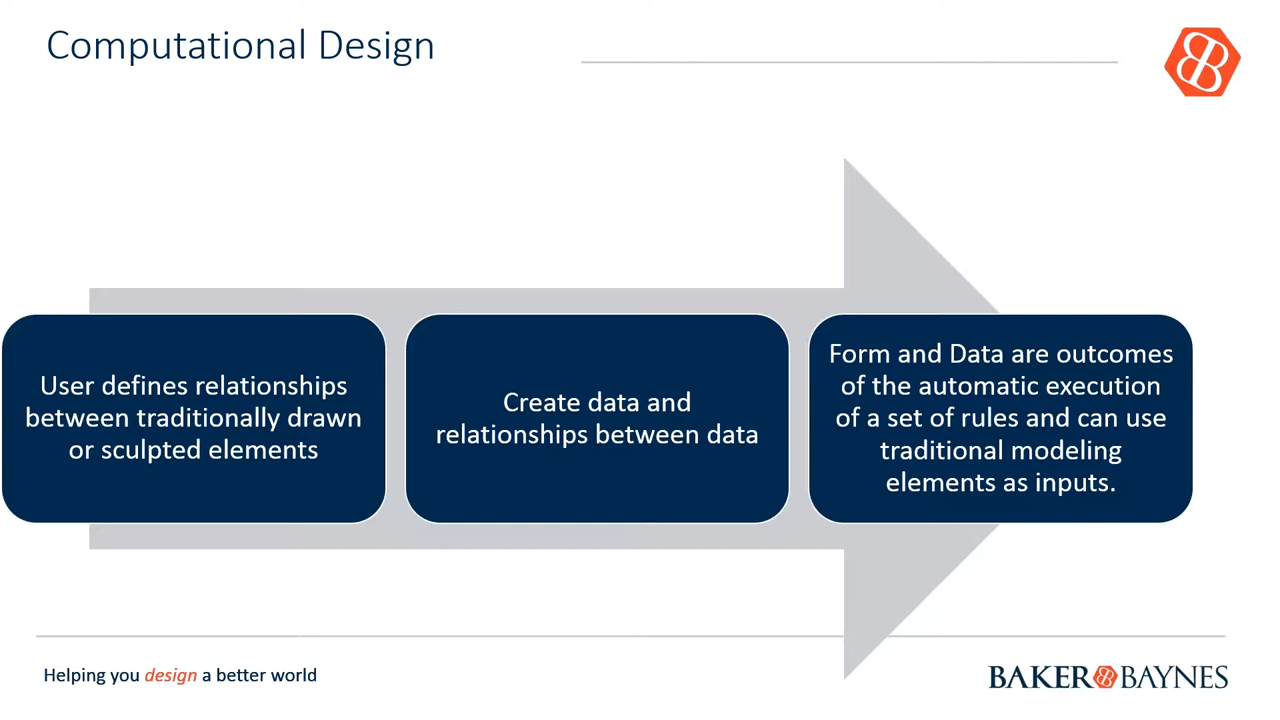 Computational Design
User defines relationships
between traditionally drawn
or sculpted elements
Create data and
relationships between data
Form and Data are outcomes
of the automatic execution
of a set of rules and can use
traditional modeling
elements as inputs.
Helping you design a better world
BAKER BAYNES